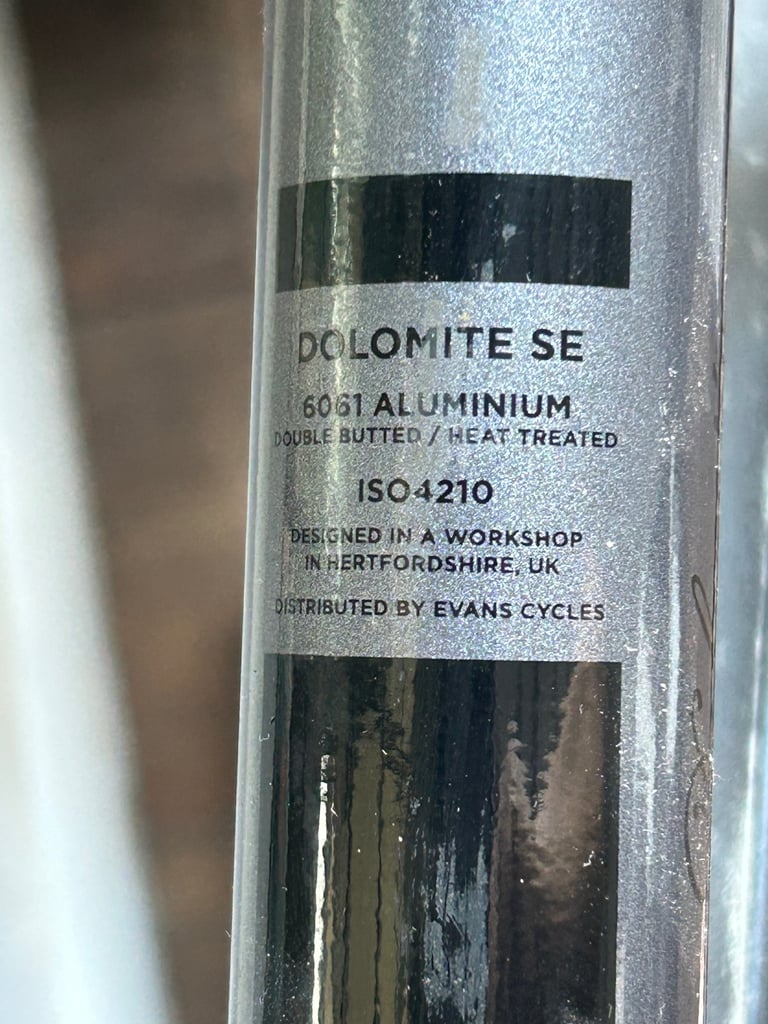 DOLOMITE SE
6061 ALUMINIUM
DOUBLE BUTTED / HEAT TREATED
ISO4210
DESIGNED IN A WORKSHOP
IN HERTFORDSHIRE, UK
DISTRIBUTED BY EVANS CYCLES